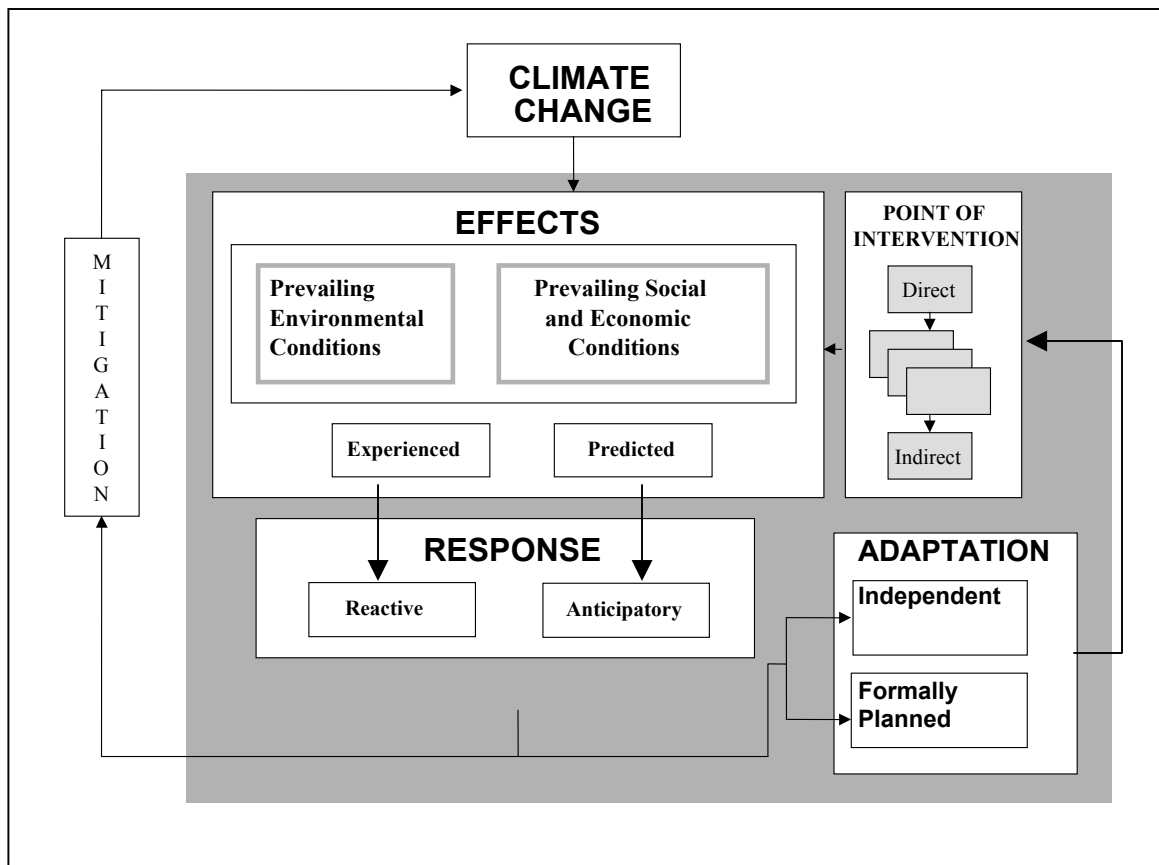 CLIMATE
CHANGE
EFFECTS
Prevailing
Environmental
Conditions
Prevailing Social
and Economic
Conditions
Experienced
Predicted
POINT OF
INTERVENTION
Direct
Indirect
MITIGATION
RESPONSE
Reactive
Anticipatory
ADAPTATION
Independent
Formally
Planned